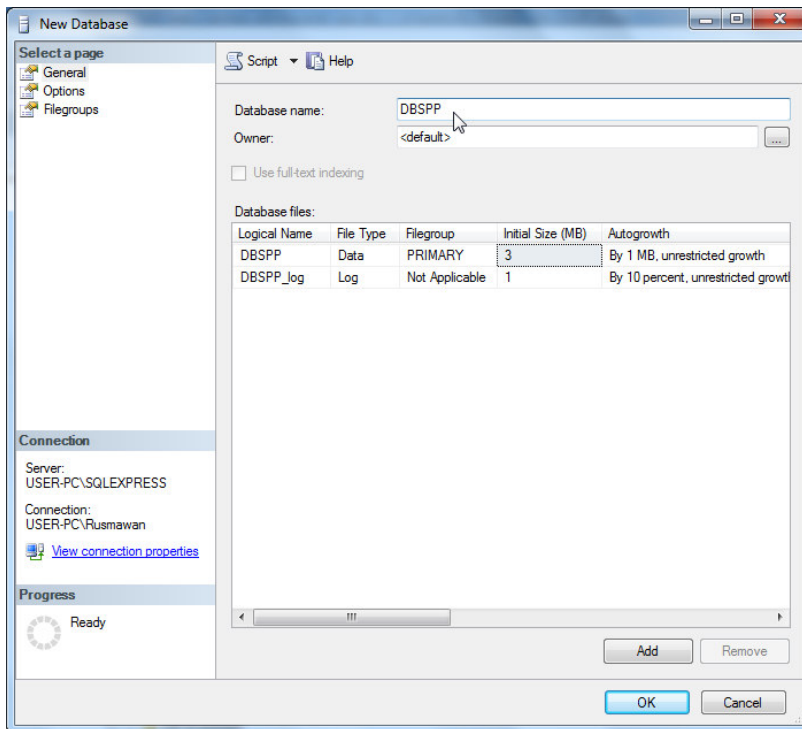 New Database
Select a page
General
Options
Filegroups
Script Help
Database name: DBSPP
Owner: <default> ...
Use full-text indexing
Database files:
Logical Name File Type Filegroup Initial Size (MB) Autogrowth
DBSPP Data PRIMARY 3 By 1 MB, unrestricted growth
DBSPP_log Log Not Applicable 1 By 10 percent, unrestricted growth
Connection
Server:
USER-PC\SQLEXPRESS
Connection:
USER-PC\Rusmawan
View connection properties
Progress
Ready
Add Remove
OK Cancel